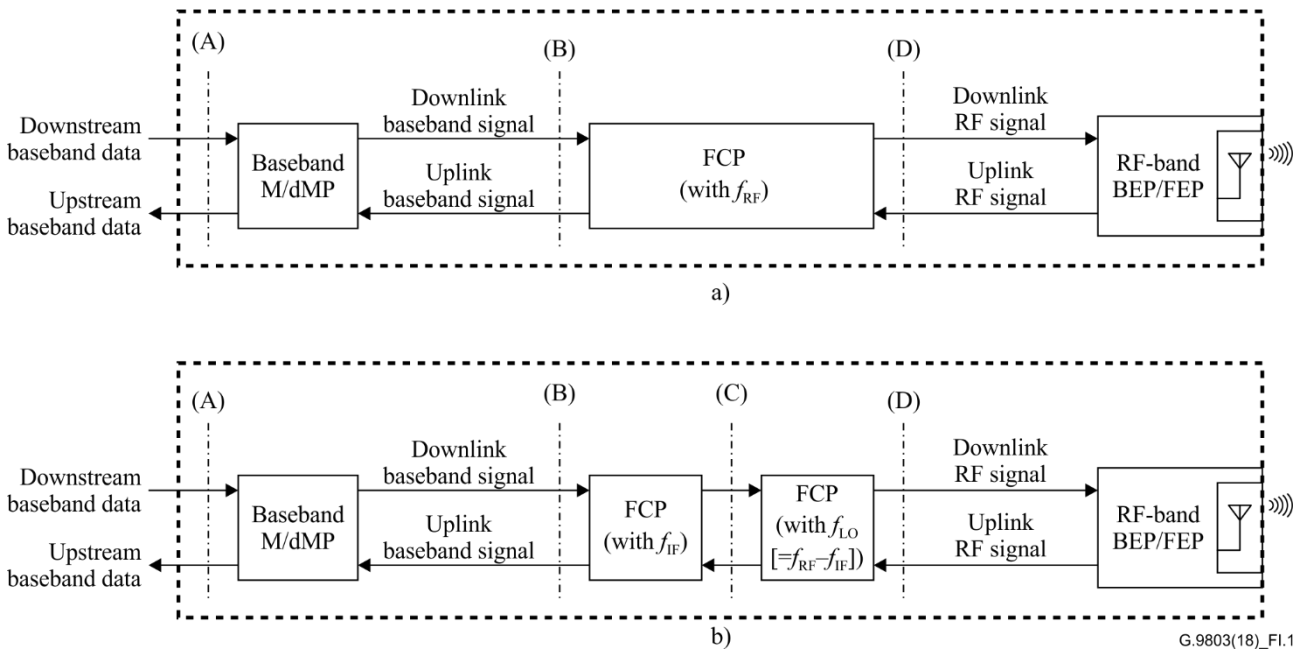 (A)
(B)
(D)
Downstream
baseband data
Upstream
baseband data
Baseband
M/dMP
Downlink
baseband signal
Uplink
baseband signal
FCP
(with fRF)
Downlink
RF signal
Uplink
RF signal
RF-band
BEP/FEP
a)
(A)
(B)
(C)
(D)
Downstream
baseband data
Upstream
baseband data
Baseband
M/dMP
Downlink
baseband signal
Uplink
baseband signal
FCP
(with fIF)
FCP
(with fLO
[=fRF–fIF])
Downlink
RF signal
Uplink
RF signal
RF-band
BEP/FEP
b)
G.9803(18)_FI.1